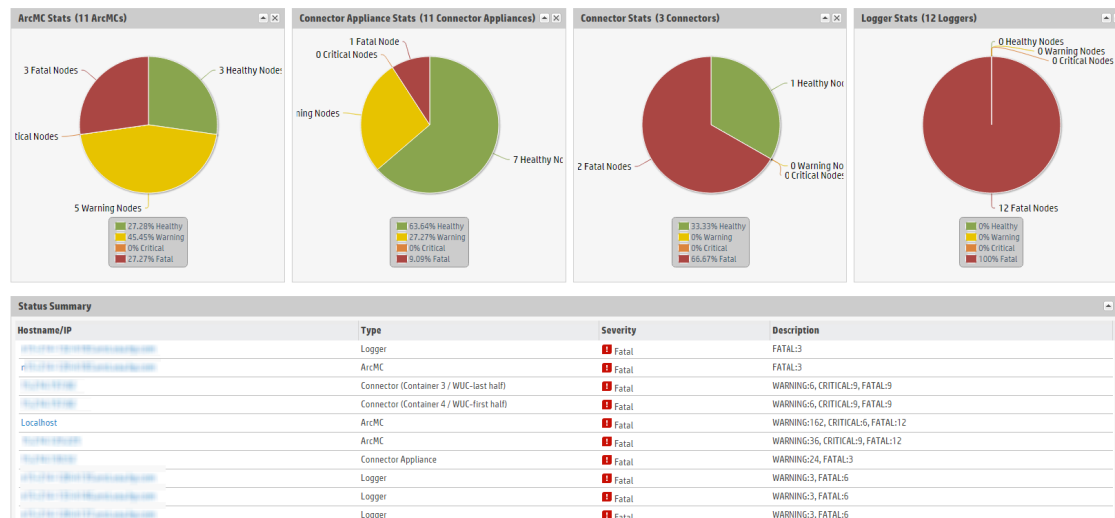 ArcMC Stats (11 ArcMCs)
3 Fatal Nodes
3 Healthy Nodes
tical Nodes
5 Warning Nodes
27.28% Healthy
45.45% Warning
0% Critical
27.27% Fatal
Connector Appliance Stats (11 Connector Appliances)
1 Fatal Node
0 Critical Nodes
ning Nodes
7 Healthy No
63.64% Healthy
27.27% Warning
0% Critical
9.09% Fatal
Connector Stats (3 Connectors)
1 Healthy No
2 Fatal Nodes
0 Warning No
0 Critical Nodes
33.33% Healthy
0% Warning
0% Critical
66.67% Fatal
Logger Stats (12 Loggers)
0 Healthy Nodes
0 Warning Nodes
0 Critical Nodes
12 Fatal Nodes
0% Healthy
0% Warning
0% Critical
100% Fatal
Status Summary
Hostname/IP Type Severity Description
Logger Fatal FATAL:3
ArcMC Fatal FATAL:3
Connector (Container 3 / WUC-last half) Fatal WARNING:6, CRITICAL:9, FATAL:9
Connector (Container 4 / WUC-first half) Fatal WARNING:6, CRITICAL:9, FATAL:9
Localhost ArcMC Fatal WARNING:162, CRITICAL:6, FATAL:12
ArcMC Fatal WARNING:36, CRITICAL:9, FATAL:12
Connector Appliance Fatal WARNING:24, FATAL:3
Logger Fatal WARNING:3, FATAL:6
Logger Fatal WARNING:3, FATAL:6
Logger Fatal WARNING:3, FATAL:6